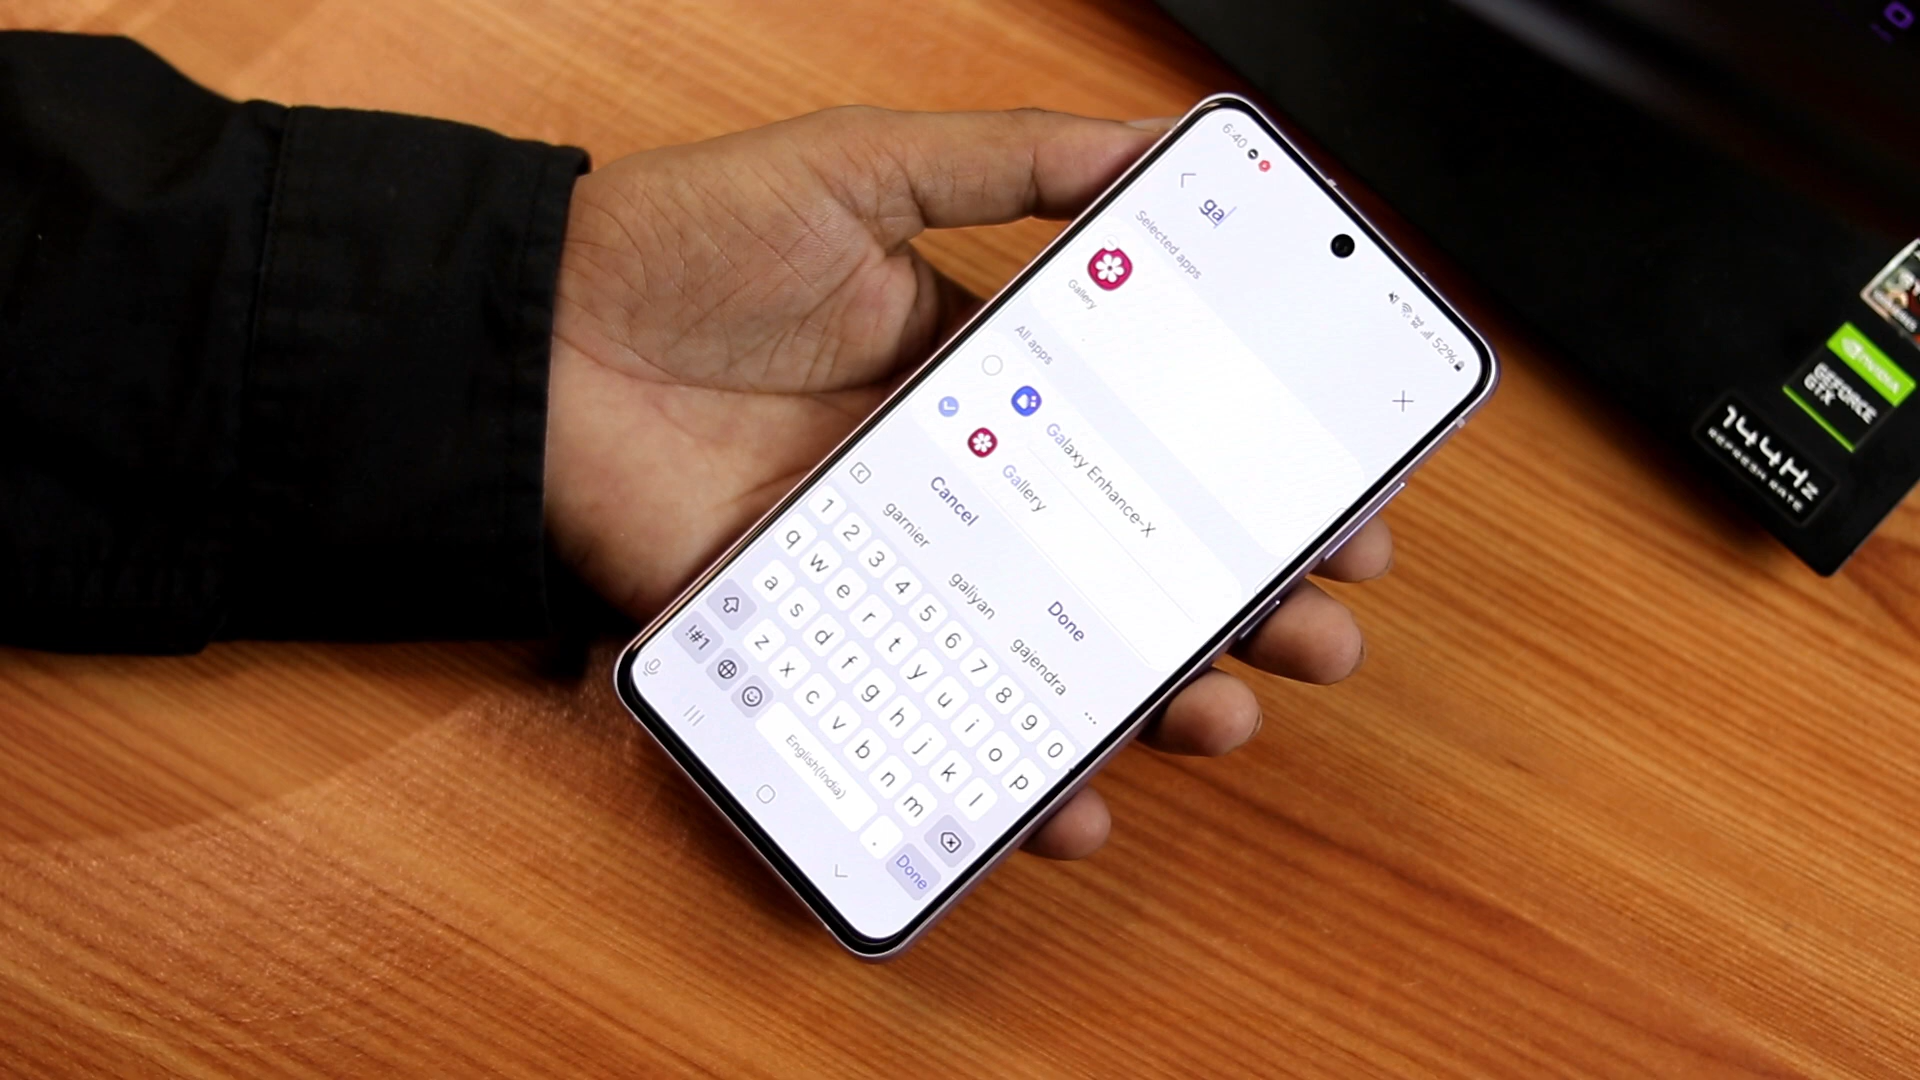 6:40
52%
ga
Selected apps
Gallery
All apps
Galaxy Enhance-X
Gallery
Cancel
Done
garnier
galiyan
gajendra
...
1 2 3 4 5 6 7 8 9 0
q w e r t y u i o p
a s d f g h j k l
z x c v b n m
!#1
English(India)
.
Done
NVIDIA
GEFORCE
GTX
144Hz
REFRESH RATE